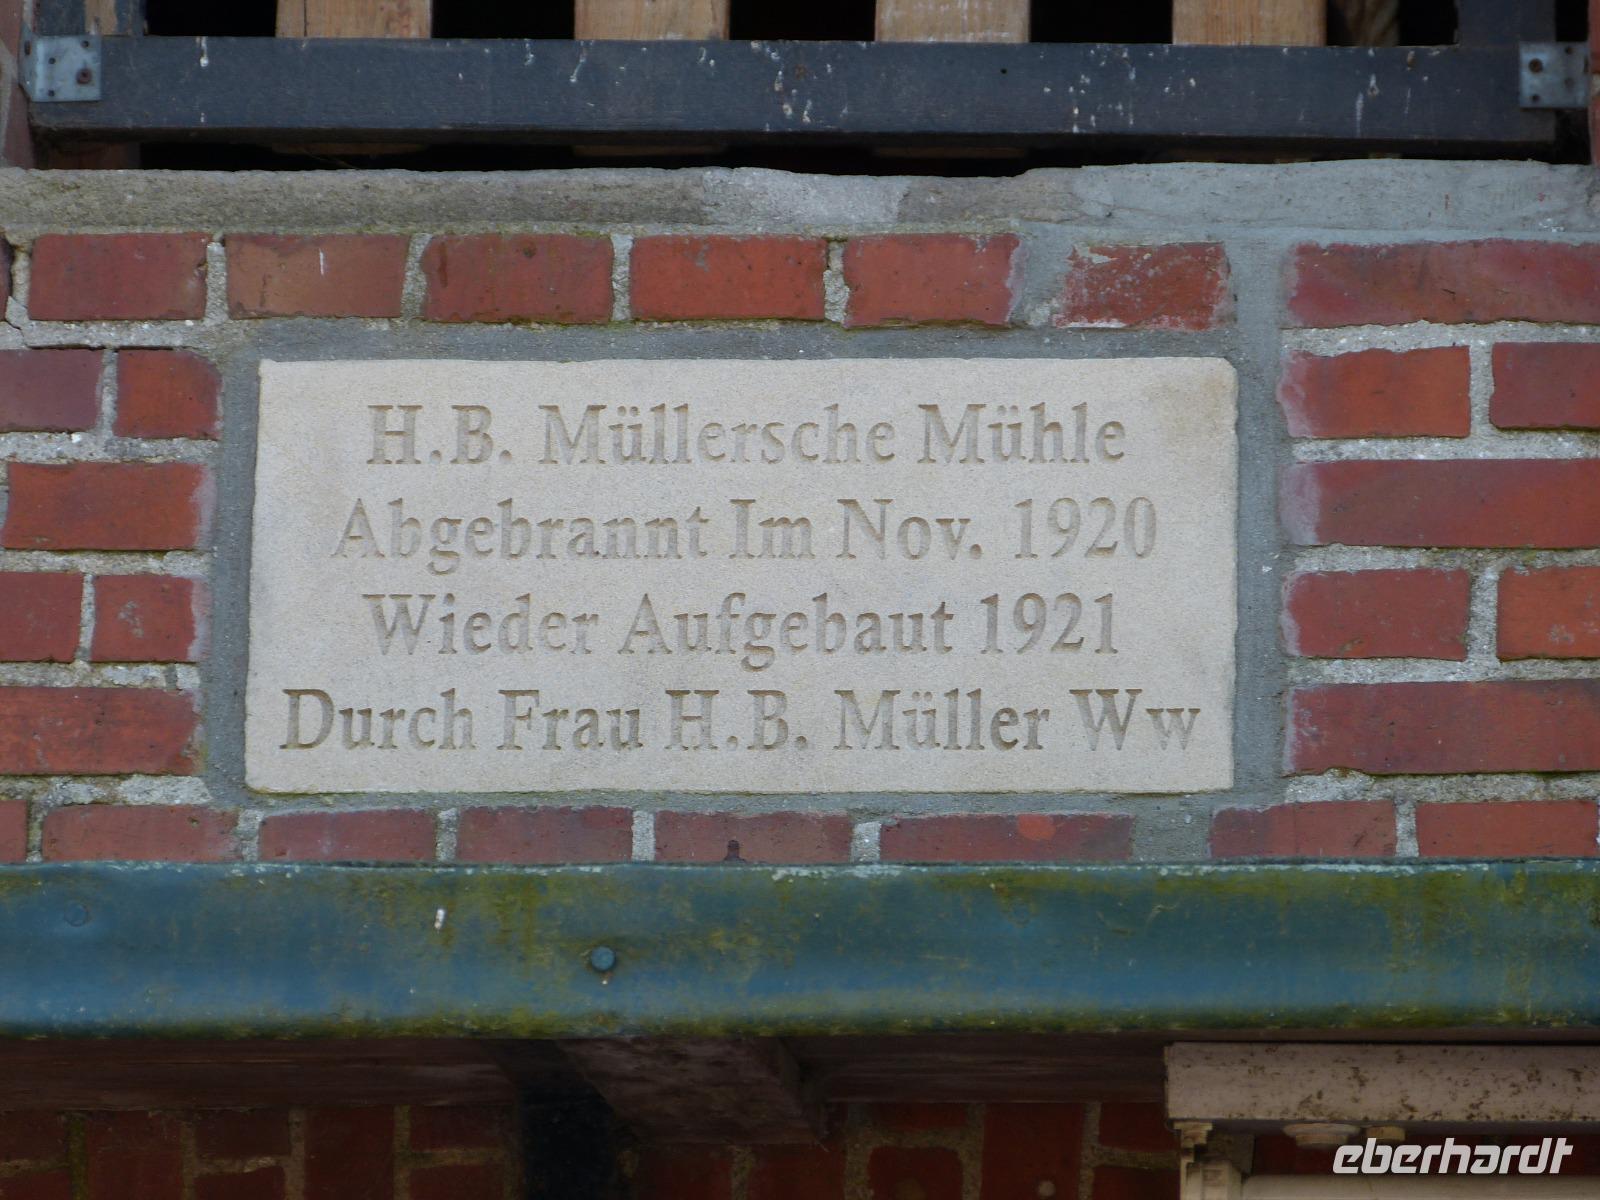 H.B. Müllersche Mühle
Abgebrannt Im Nov. 1920
Wieder Aufgebaut 1921
Durch Frau H.B. Müller Ww
eberhardt